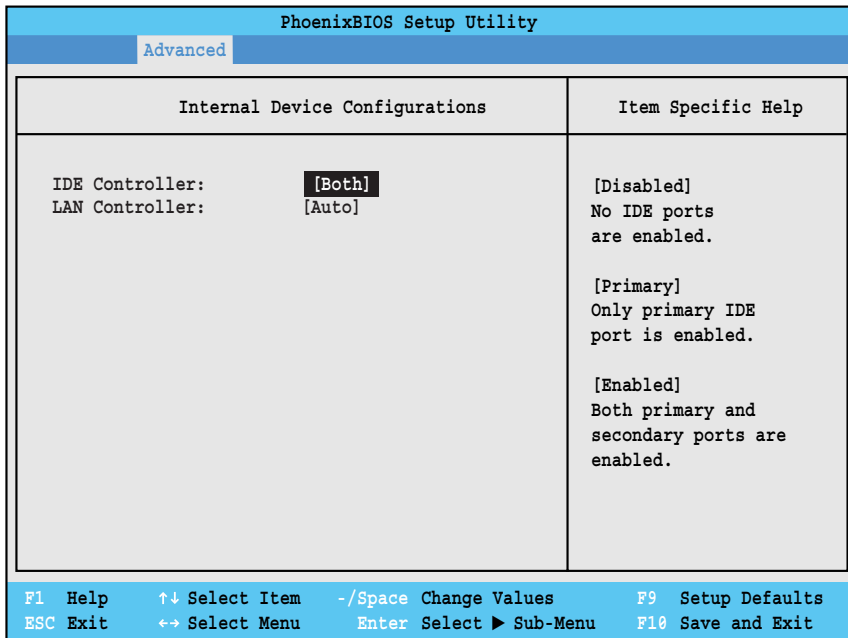 PhoenixBIOS Setup Utility
Advanced
Internal Device Configurations
Item Specific Help
IDE Controller: [Both]
LAN Controller: [Auto]
[Disabled]
No IDE ports
are enabled.
[Primary]
Only primary IDE
port is enabled.
[Enabled]
Both primary and
secondary ports are
enabled.
F1 Help ↑↓ Select Item -/Space Change Values F9 Setup Defaults
ESC Exit ←→ Select Menu Enter Select ▶ Sub-Menu F10 Save and Exit